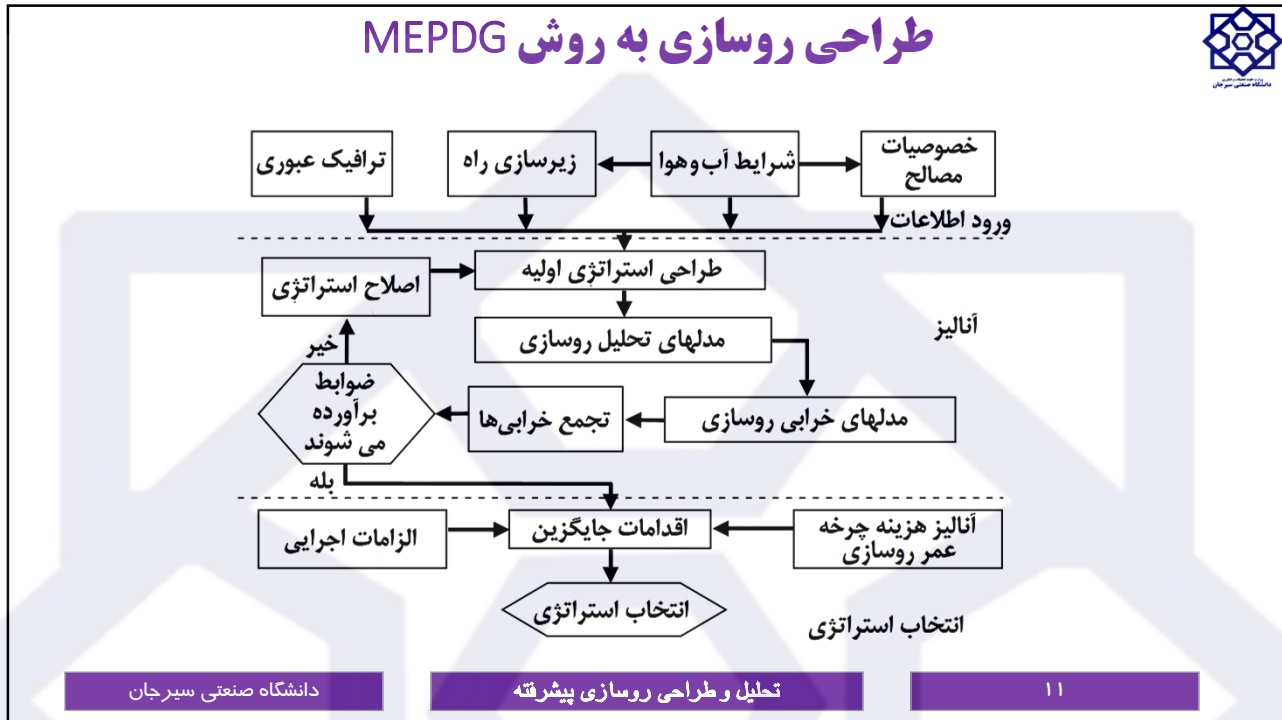 طراحی روسازی به روش MEPDG
دانشگاه صنعتی سیرجان
خصوصیات
مصالح
شرایط آب‌وهوا
زیرسازی راه
ترافیک عبوری
ورود اطلاعات
طراحی استراتژی اولیه
اصلاح استراتژی
آنالیز
مدلهای تحلیل روسازی
خیر
ضوابط
برآورده
می شوند
تجمع خرابی‌ها
مدلهای خرابی روسازی
بله
آنالیز هزینه چرخه
عمر روسازی
اقدامات جایگزین
الزامات اجرایی
انتخاب استراتژی
انتخاب استراتژی
۱۱
تحلیل و طراحی روسازی پیشرفته
دانشگاه صنعتی سیرجان